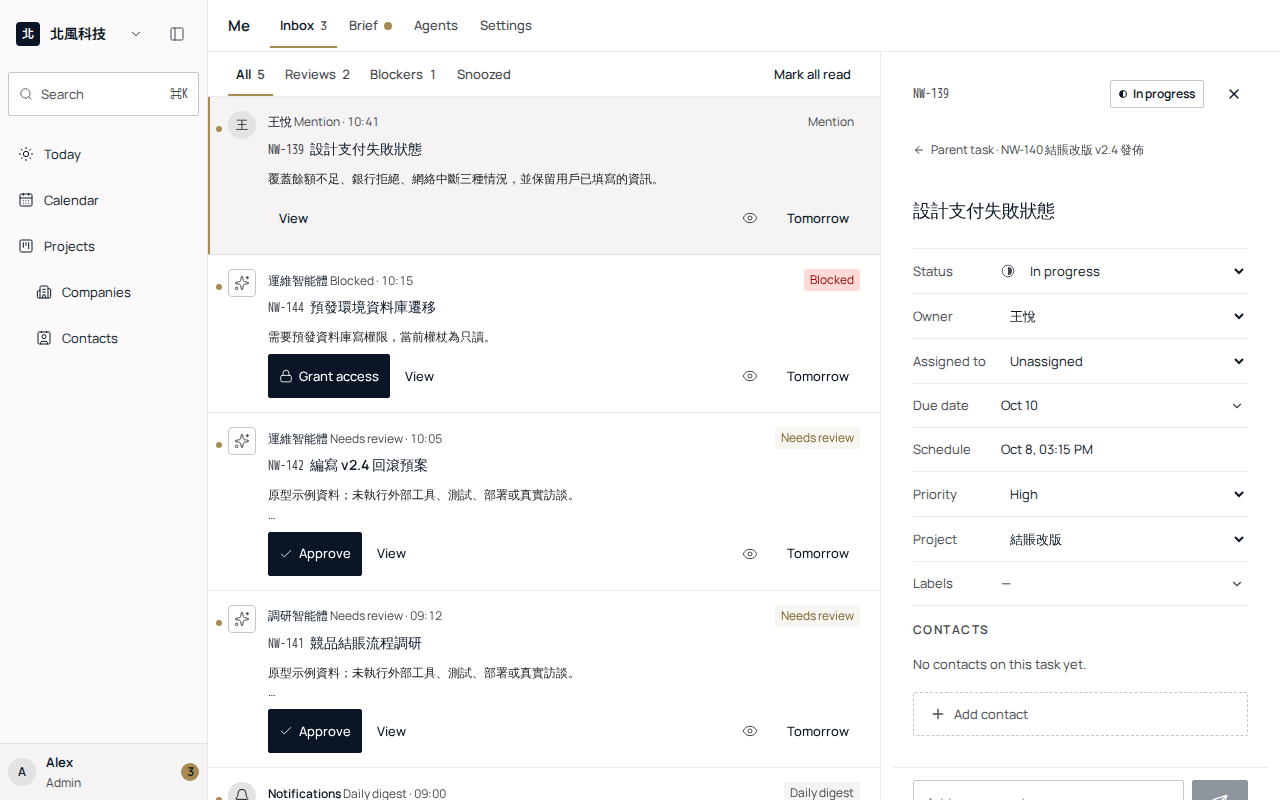 北 北風科技
Search ⌘K
Today
Calendar
Projects
Companies
Contacts
A Alex
Admin
3
Me Inbox 3 Brief Agents Settings
All 5 Reviews 2 Blockers 1 Snoozed Mark all read
王 王悅 Mention · 10:41 Mention
NW-139 設計支付失敗狀態
覆蓋餘額不足、銀行拒絕、網絡中斷三種情況，並保留用戶已填寫的資訊。
View Tomorrow
運維智能體 Blocked · 10:15 Blocked
NW-144 預發環境資料庫遷移
需要預發資料庫寫權限，當前權杖為只讀。
Grant access View Tomorrow
運維智能體 Needs review · 10:05 Needs review
NW-142 編寫 v2.4 回滾預案
原型示例資料；未執行外部工具、測試、部署或真實訪談。
…
Approve View Tomorrow
調研智能體 Needs review · 09:12 Needs review
NW-141 競品結賬流程調研
原型示例資料；未執行外部工具、測試、部署或真實訪談。
…
Approve View Tomorrow
Notifications Daily digest · 09:00 Daily digest
NW-139 In progress
← Parent task · NW-140 結賬改版 v2.4 發佈
設計支付失敗狀態
Status In progress
Owner 王悅
Assigned to Unassigned
Due date Oct 10
Schedule Oct 8, 03:15 PM
Priority High
Project 結賬改版
Labels —
CONTACTS
No contacts on this task yet.
Add contact